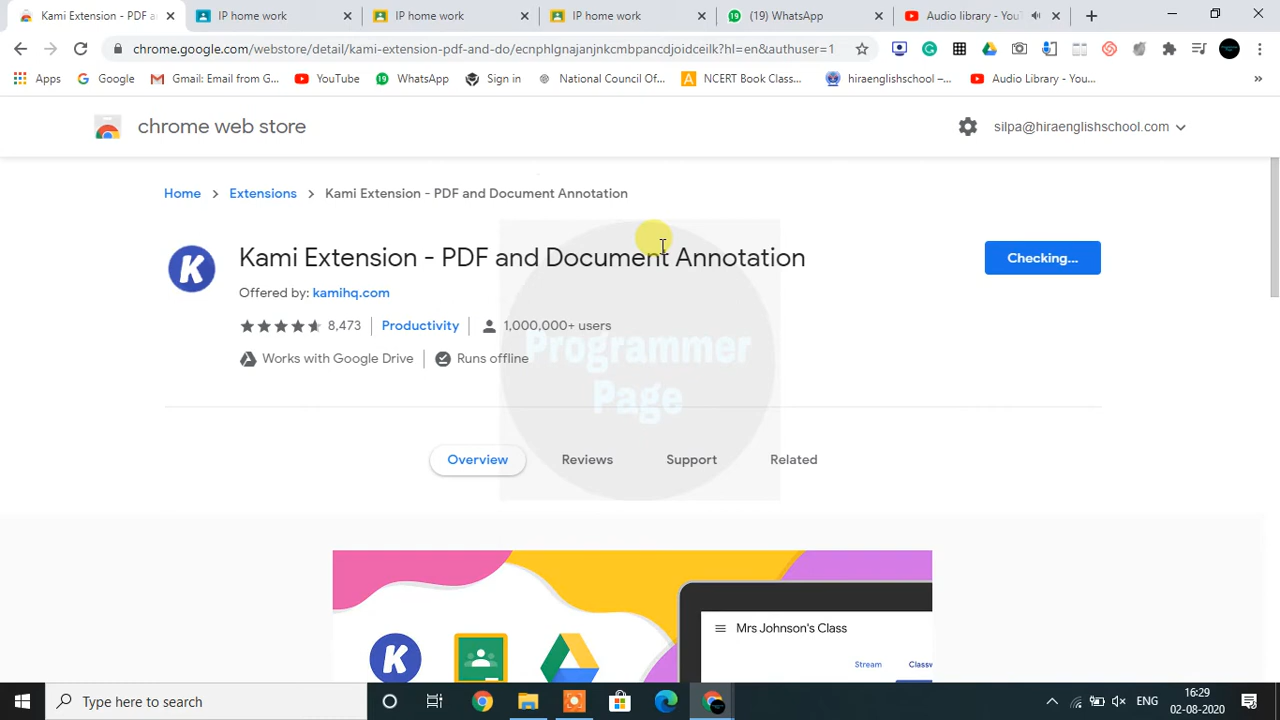 Kami Extension - PDF an
IP home work
IP home work
IP home work
(19) WhatsApp
Audio library - YouT
chrome.google.com/webstore/detail/kami-extension-pdf-and-do/ecnphlgnajanjnkcmbpancdjoidceilk?hl=en&authuser=1
Apps
Google
Gmail: Email from G...
YouTube
WhatsApp
Sign in
National Council Of...
NCERT Book Class...
hiraenglishschool –...
Audio Library - You...
»
chrome web store
silpa@hiraenglishschool.com
Home
Extensions
Kami Extension - PDF and Document Annotation
K
Kami Extension - PDF and Document Annotation
Checking...
Offered by: kamihq.com
8,473
Productivity
1,000,000+ users
Works with Google Drive
Runs offline
Programmer
Page
Overview
Reviews
Support
Related
K
Mrs Johnson's Class
Stream
Classw
Type here to search
ENG
16:29
02-08-2020